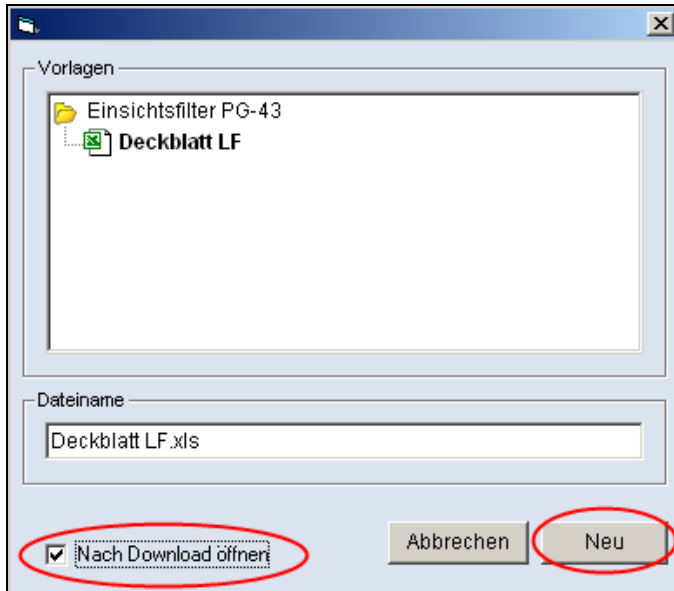 Vorlagen
Einsichtsfilter PG-43
Deckblatt LF
Dateiname
Deckblatt LF.xls
Nach Download öffnen
Abbrechen
Neu